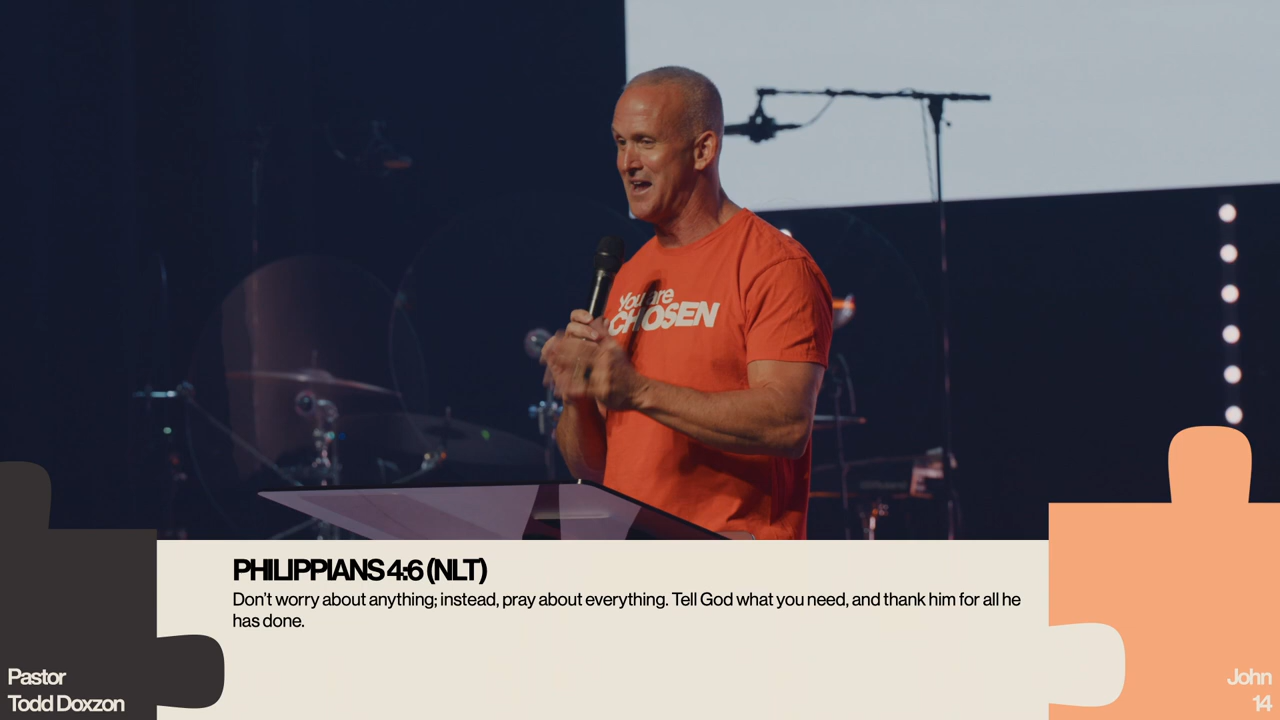 You are
CHOSEN
PHILIPPIANS 4:6 (NLT)
Don't worry about anything; instead, pray about everything. Tell God what you need, and thank him for all he
has done.
Pastor
Todd Doxzon
John
14